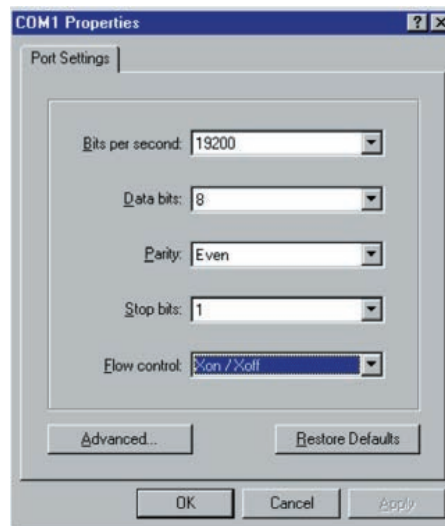 COM1 Properties
Port Settings
Bits per second: 19200
Data bits: 8
Parity: Even
Stop bits: 1
Flow control: Xon / Xoff
Advanced... Restore Defaults
OK Cancel Apply